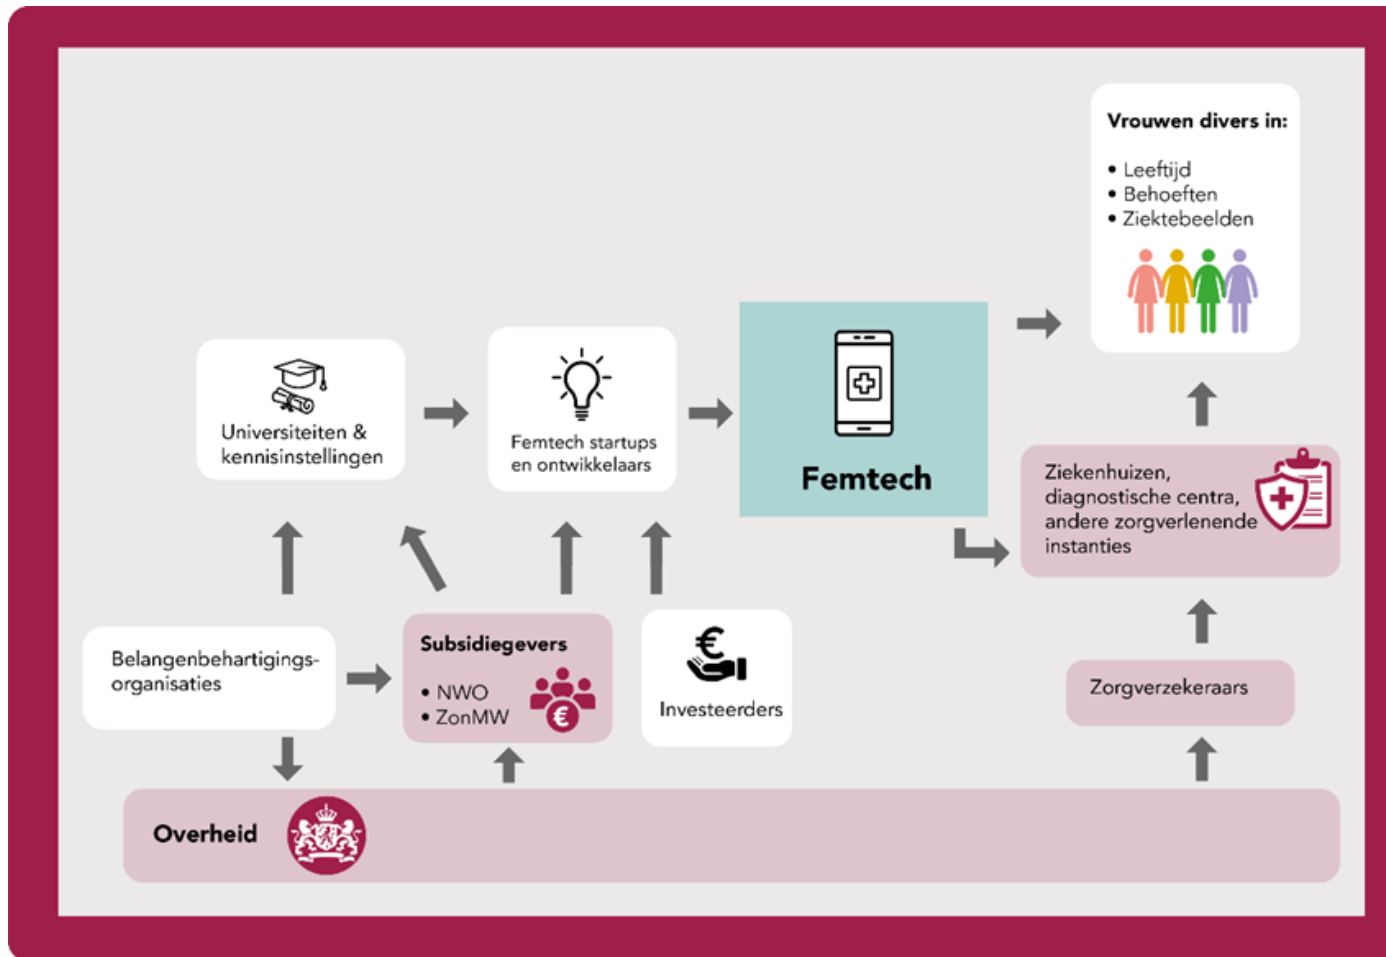 Vrouwen divers in:
• Leeftijd
• Behoeften
• Ziektebeelden
Universiteiten &
kennisinstellingen
Femtech startups
en ontwikkelaars
Femtech
Ziekenhuizen,
diagnostische centra,
andere zorgverlenende
instanties
Belangenbehartigings-
organisaties
Subsidiegevers
• NWO
• ZonMW
€
€
Investeerders
Zorgverzekeraars
Overheid